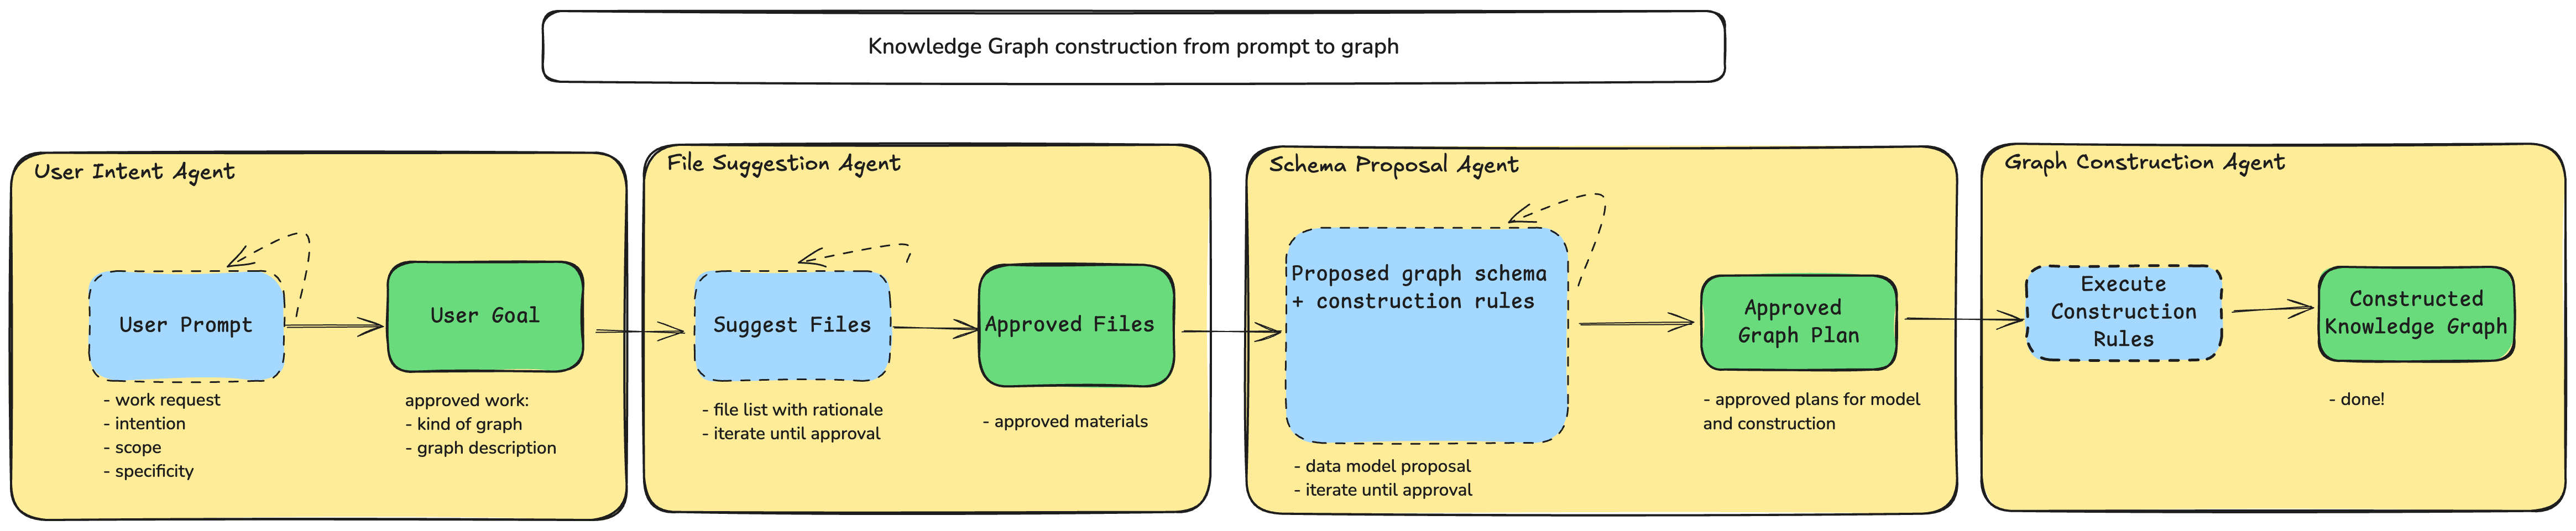 Knowledge Graph construction from prompt to graph
User Intent Agent
User Prompt
- work request
- intention
- scope
- specificity
User Goal
approved work:
- kind of graph
- graph description
File Suggestion Agent
Suggest Files
- file list with rationale
- iterate until approval
Approved Files
- approved materials
Schema Proposal Agent
Proposed graph schema
+ construction rules
- data model proposal
- iterate until approval
Approved
Graph Plan
- approved plans for model
and construction
Graph Construction Agent
Execute
Construction
Rules
Constructed
Knowledge Graph
- done!